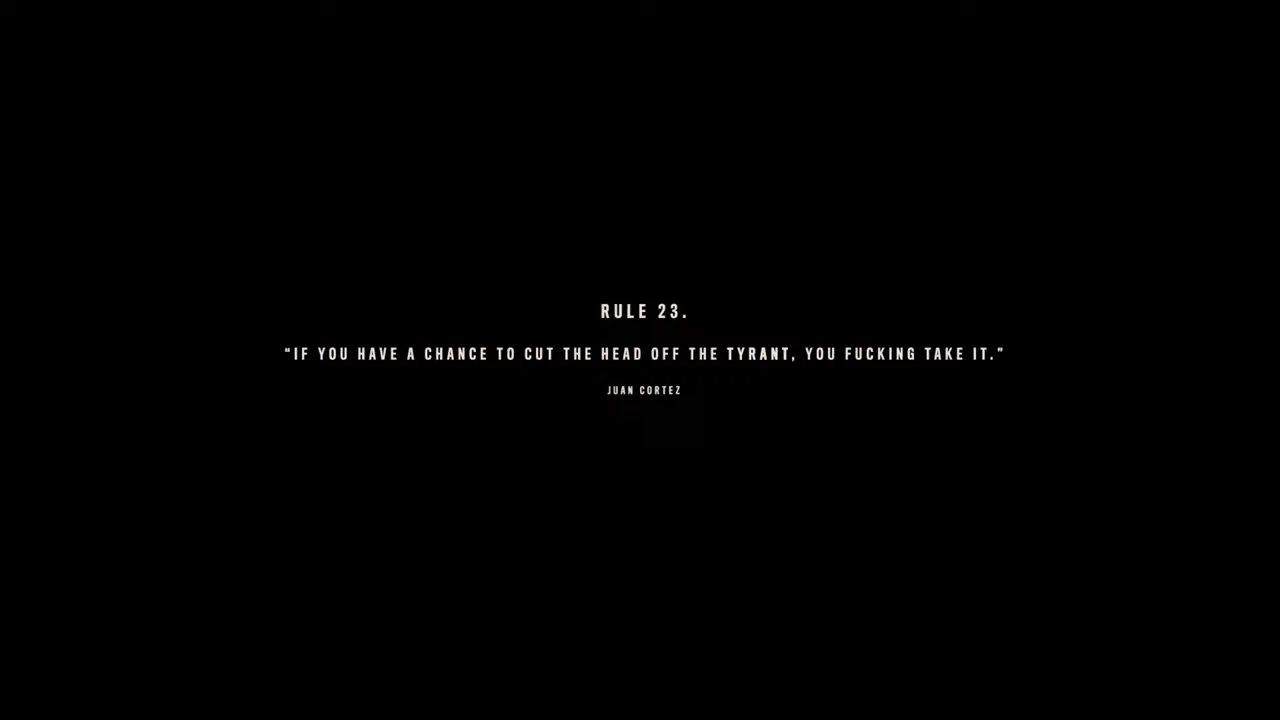 RULE 23.
“IF YOU HAVE A CHANCE TO CUT THE HEAD OFF THE TYRANT, YOU FUCKING TAKE IT.”
JUAN CORTEZ